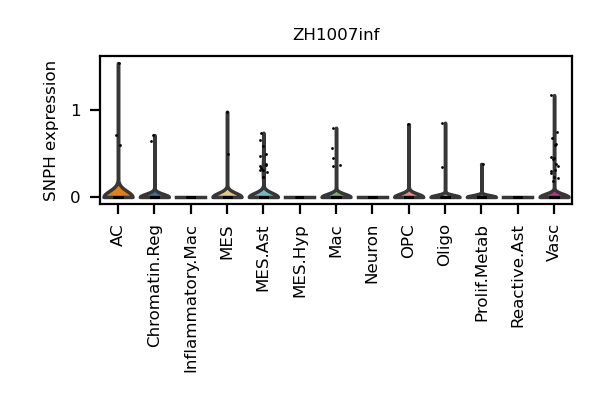 ZH1007inf
SNPH expression
1
0
AC
Chromatin.Reg
Inflammatory.Mac
MES
MES.Ast
MES.Hyp
Mac
Neuron
OPC
Oligo
Prolif.Metab
Reactive.Ast
Vasc